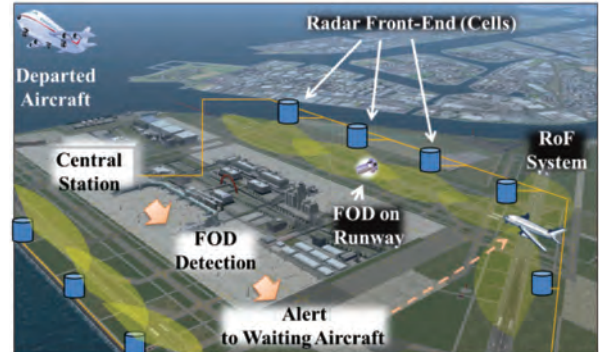 Radar Front-End (Cells)
Departed
Aircraft
RoF
System
Central
Station
FOD on
Runway
FOD
Detection
Alert
to Waiting Aircraft